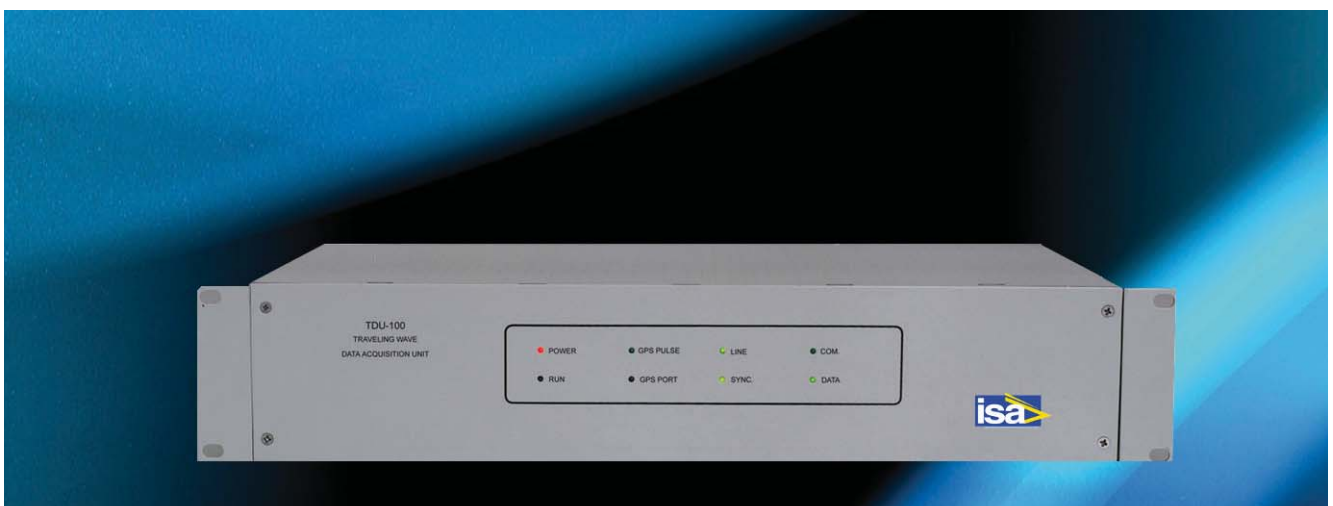 TDU-100
TRAVELING WAVE
DATA ACQUISITION UNIT
POWER GPS PULSE LINE COM.
RUN GPS PORT SYNC. DATA
isa